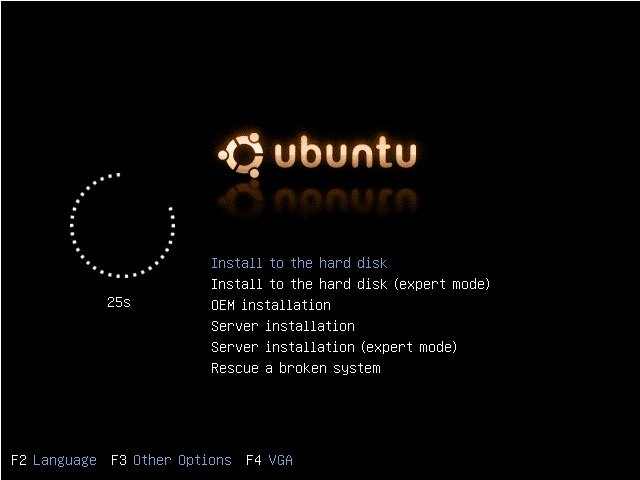 ubuntu
Install to the hard disk
Install to the hard disk (expert mode)
OEM installation
25s
Server installation
Server installation (expert mode)
Rescue a broken system
F2 Language F3 Other Options F4 VGA